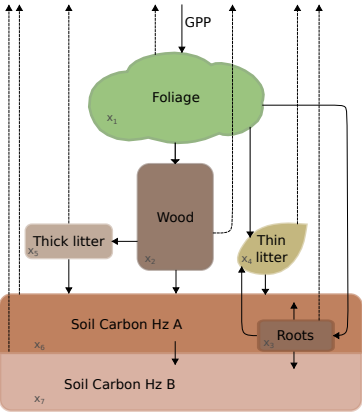 GPP
Foliage
x1
Wood
x2
Thick litter
x5
Thin
litter
x4
Soil Carbon Hz A
x6
Roots
x3
Soil Carbon Hz B
x7